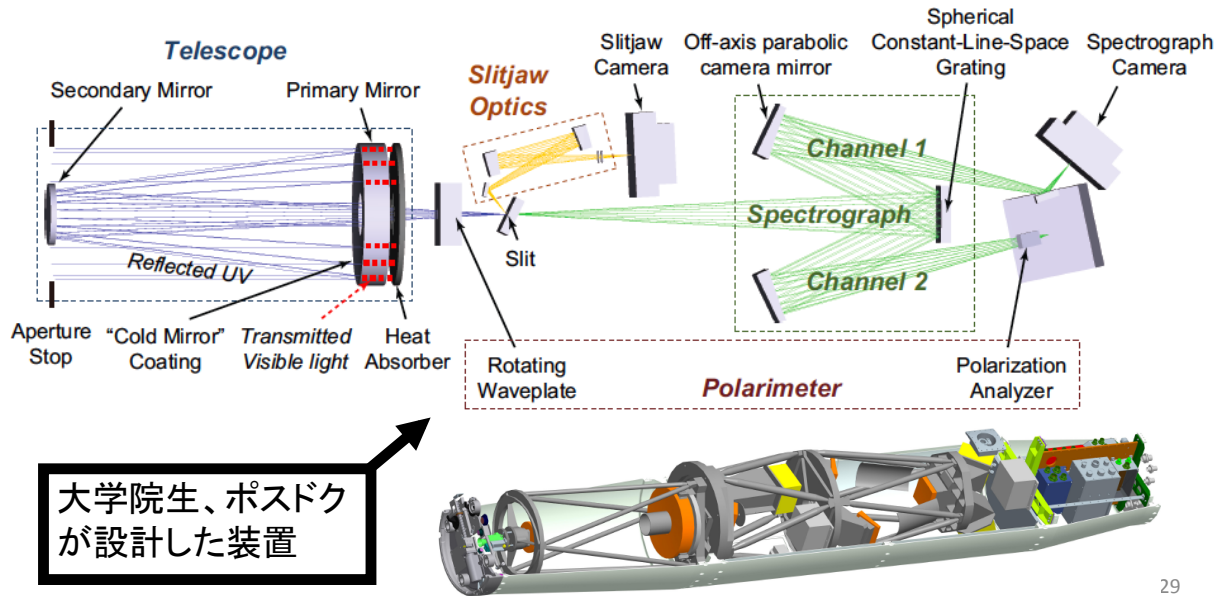 Telescope
Secondary Mirror
Primary Mirror
Slitjaw
Optics
Slitjaw
Camera
Off-axis parabolic
camera mirror
Spherical
Constant-Line-Space
Grating
Spectrograph
Camera
Channel 1
Spectrograph
Channel 2
Slit
Reflected UV
Aperture
Stop
“Cold Mirror”
Coating
Transmitted
Visible light
Heat
Absorber
Rotating
Waveplate
Polarimeter
Polarization
Analyzer
大学院生、ポスドク
が設計した装置
29